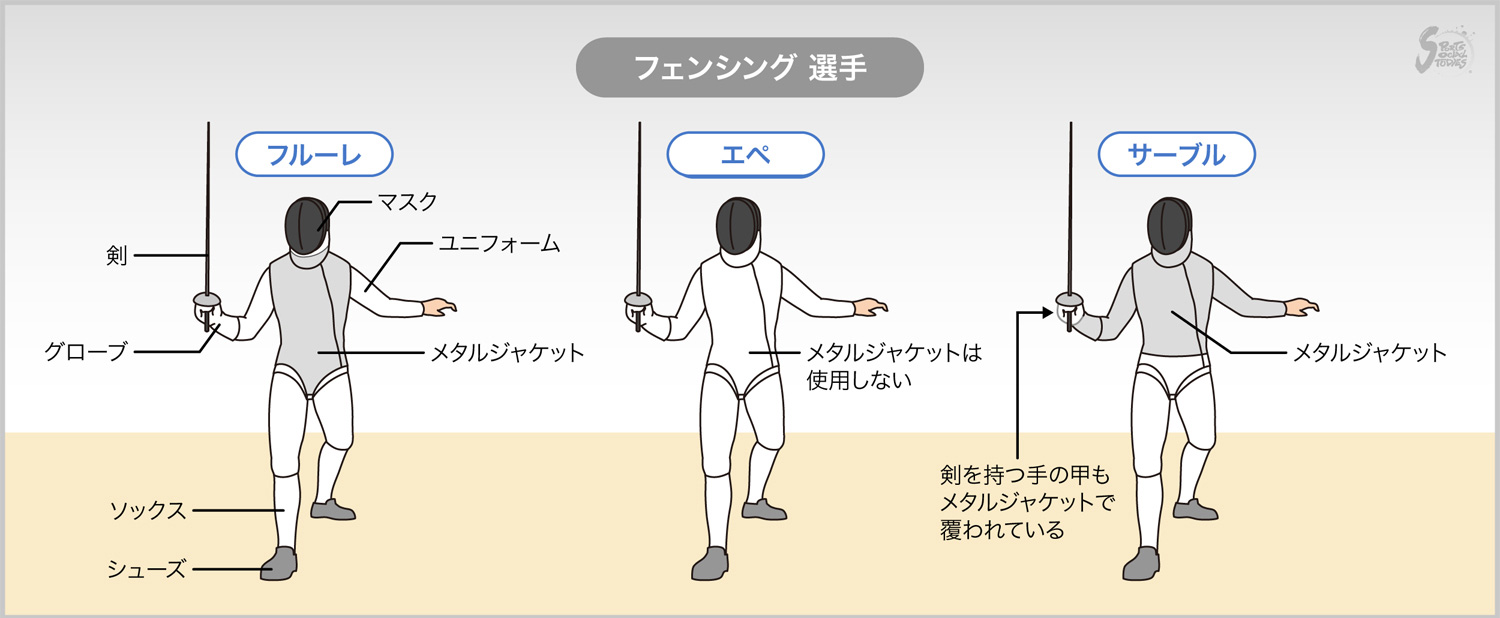 フェンシング 選手
フルーレ
マスク
ユニフォーム
剣
グローブ
メタルジャケット
ソックス
シューズ
エペ
メタルジャケットは
使用しない
サーブル
メタルジャケット
剣を持つ手の甲も
メタルジャケットで
覆われている